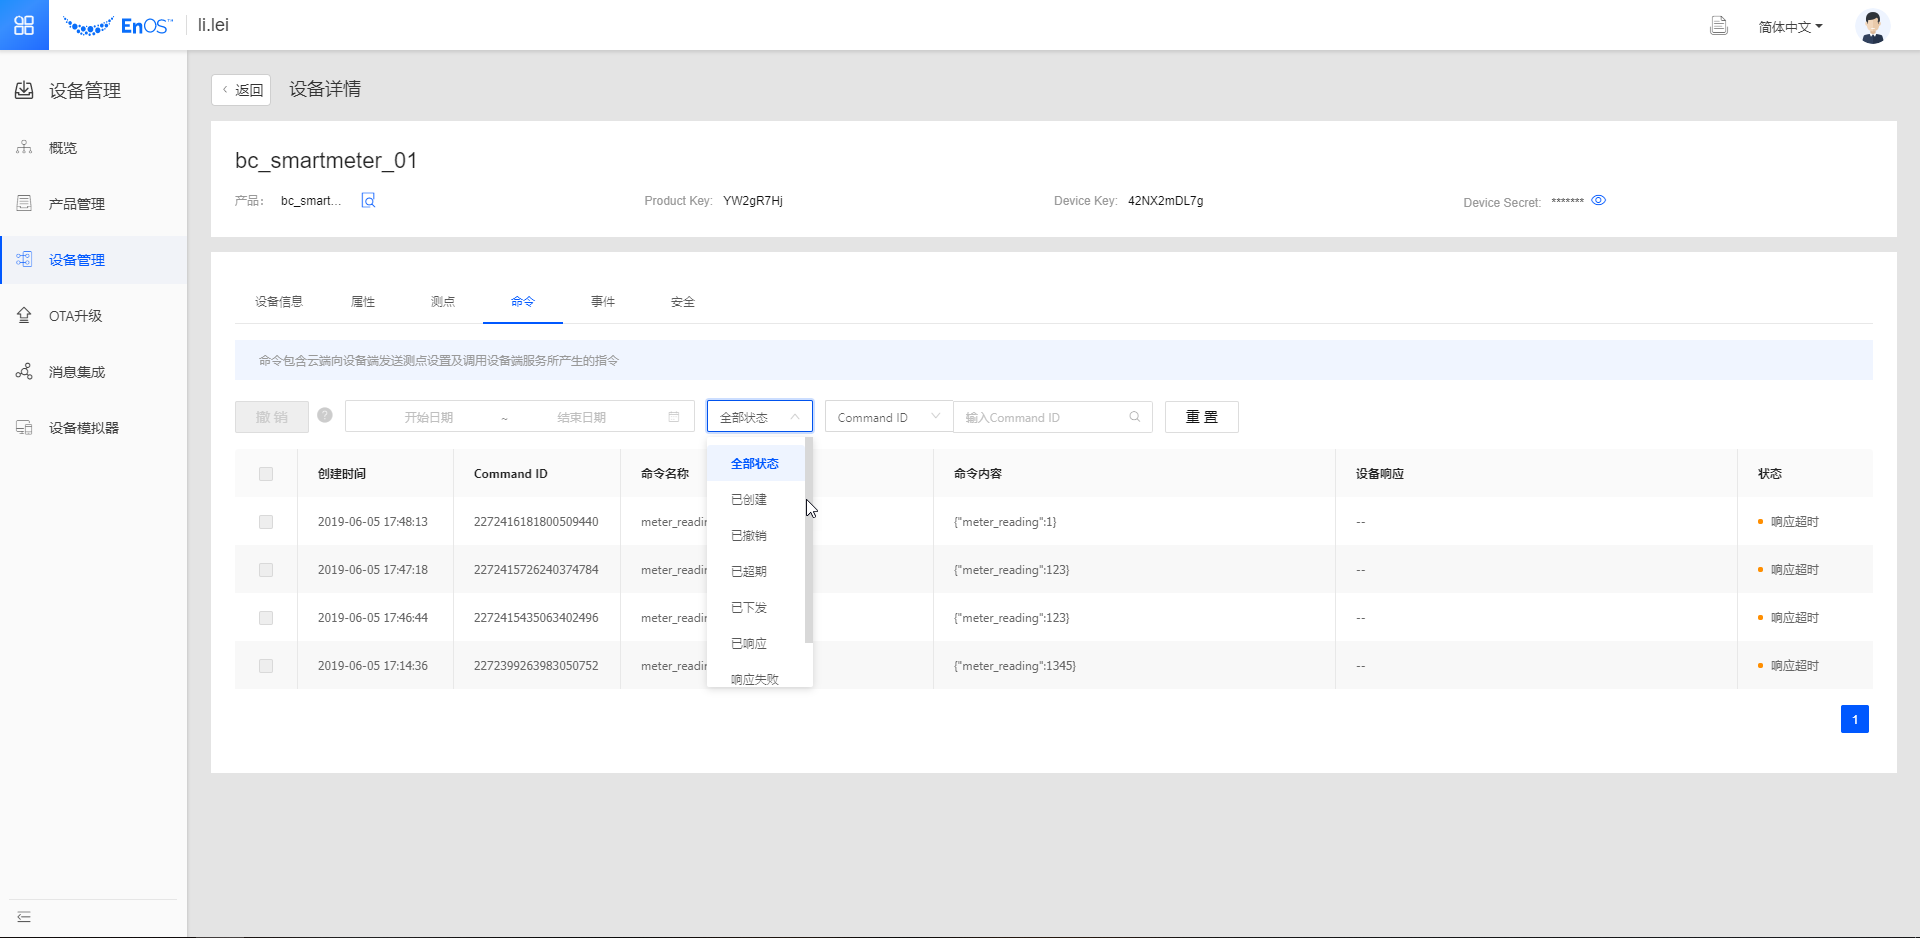 EnOS™ li.lei 简体中文
设备管理
概览
产品管理
设备管理
OTA升级
消息集成
设备模拟器
返回 设备详情
bc_smartmeter_01
产品: bc_smart... Product Key: YW2gR7Hj Device Key: 42NX2mDL7g Device Secret: *******
设备信息 属性 测点 命令 事件 安全
命令包含云端向设备端发送测点设置及调用设备端服务所产生的指令
撤 销 ? 开始日期 ~ 结束日期 全部状态 Command ID 输入Command ID 重 置
全部状态
已创建
已撤销
已超期
已下发
已响应
响应失败
创建时间 Command ID 命令名称 命令内容 设备响应 状态
2019-06-05 17:48:13 2272416181800509440 meter_readin {"meter_reading":1} -- 响应超时
2019-06-05 17:47:18 2272415726240374784 meter_readin {"meter_reading":123} -- 响应超时
2019-06-05 17:46:44 2272415435063402496 meter_readin {"meter_reading":123} -- 响应超时
2019-06-05 17:14:36 2272399263983050752 meter_readin {"meter_reading":1345} -- 响应超时
1